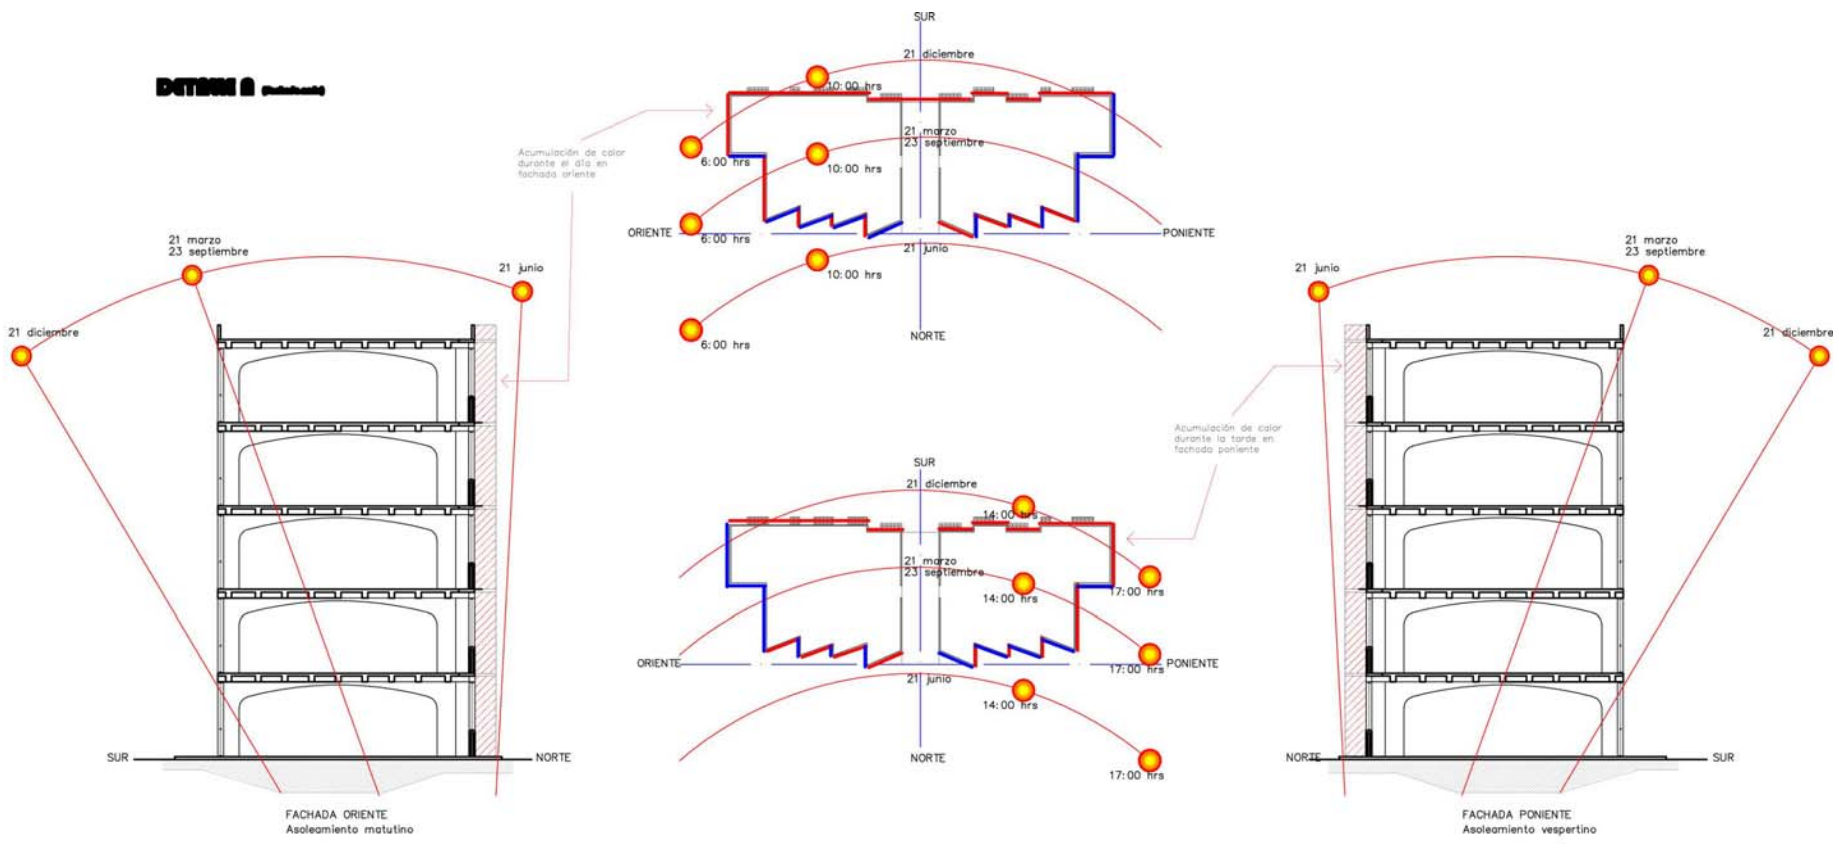 SUR
21 diciembre
10:00 hrs
21 marzo
23 septiembre
6:00 hrs
10:00 hrs
ORIENTE
6:00 hrs
PONIENTE
21 junio
10:00 hrs
NORTE
6:00 hrs
Acumulación de calor
durante el día en
fachada oriente
21 marzo
23 septiembre
21 junio
21 diciembre
SUR
NORTE
FACHADA ORIENTE
Asoleamiento matutino
SUR
21 diciembre
14:00 hrs
21 marzo
23 septiembre
14:00 hrs
17:00 hrs
ORIENTE
PONIENTE
17:00 hrs
21 junio
14:00 hrs
NORTE
17:00 hrs
Acumulación de calor
durante la tarde en
fachada poniente
21 marzo
23 septiembre
21 junio
21 diciembre
NORTE
SUR
FACHADA PONIENTE
Asoleamiento vespertino